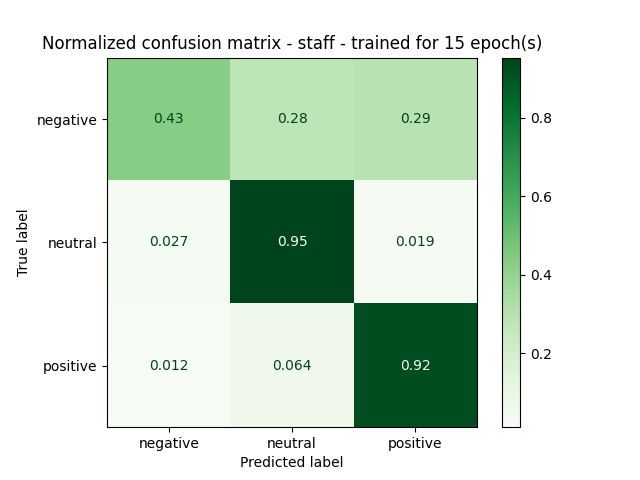 Normalized confusion matrix - staff - trained for 15 epoch(s)
negative 0.43 0.28 0.29
neutral 0.027 0.95 0.019
positive 0.012 0.064 0.92
negative neutral positive
Predicted label
True label
0.8
0.6
0.4
0.2